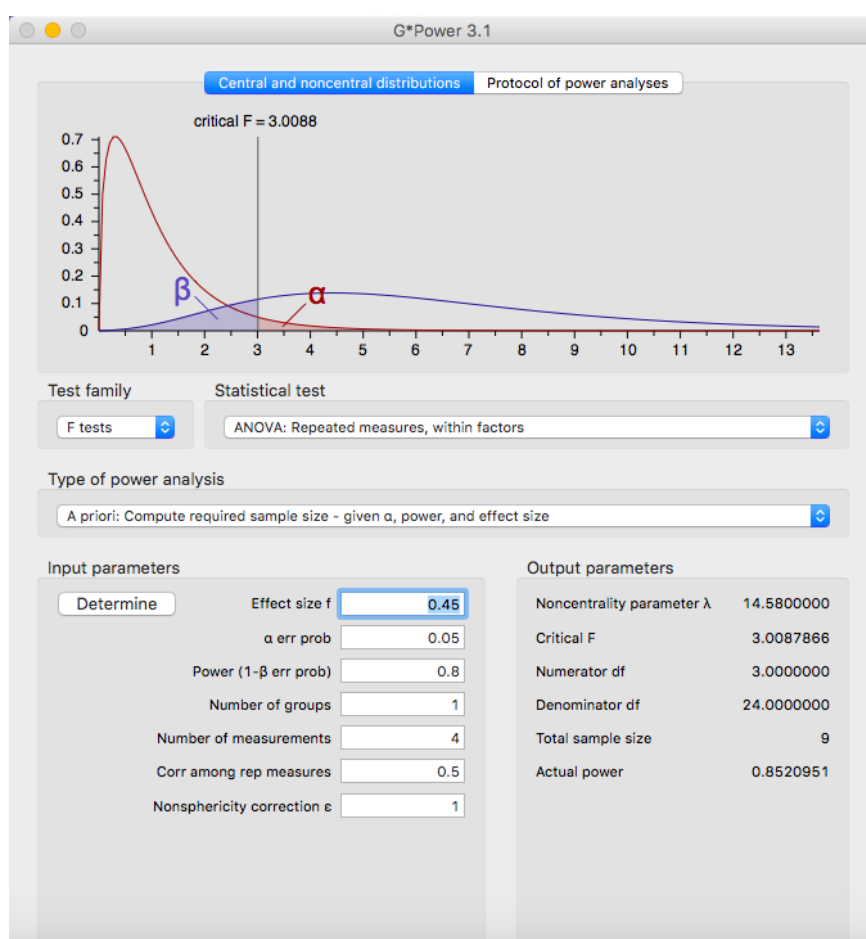 G*Power 3.1
Central and noncentral distributions Protocol of power analyses
critical F = 3.0088
0.7
0.6
0.5
0.4
0.3
0.2
0.1
0
β
α
1 2 3 4 5 6 7 8 9 10 11 12 13
Test family Statistical test
F tests ANOVA: Repeated measures, within factors
Type of power analysis
A priori: Compute required sample size - given α, power, and effect size
Input parameters Output parameters
Determine Effect size f 0.45 Noncentrality parameter λ 14.5800000
α err prob 0.05 Critical F 3.0087866
Power (1-β err prob) 0.8 Numerator df 3.0000000
Number of groups 1 Denominator df 24.0000000
Number of measurements 4 Total sample size 9
Corr among rep measures 0.5 Actual power 0.8520951
Nonsphericity correction ε 1